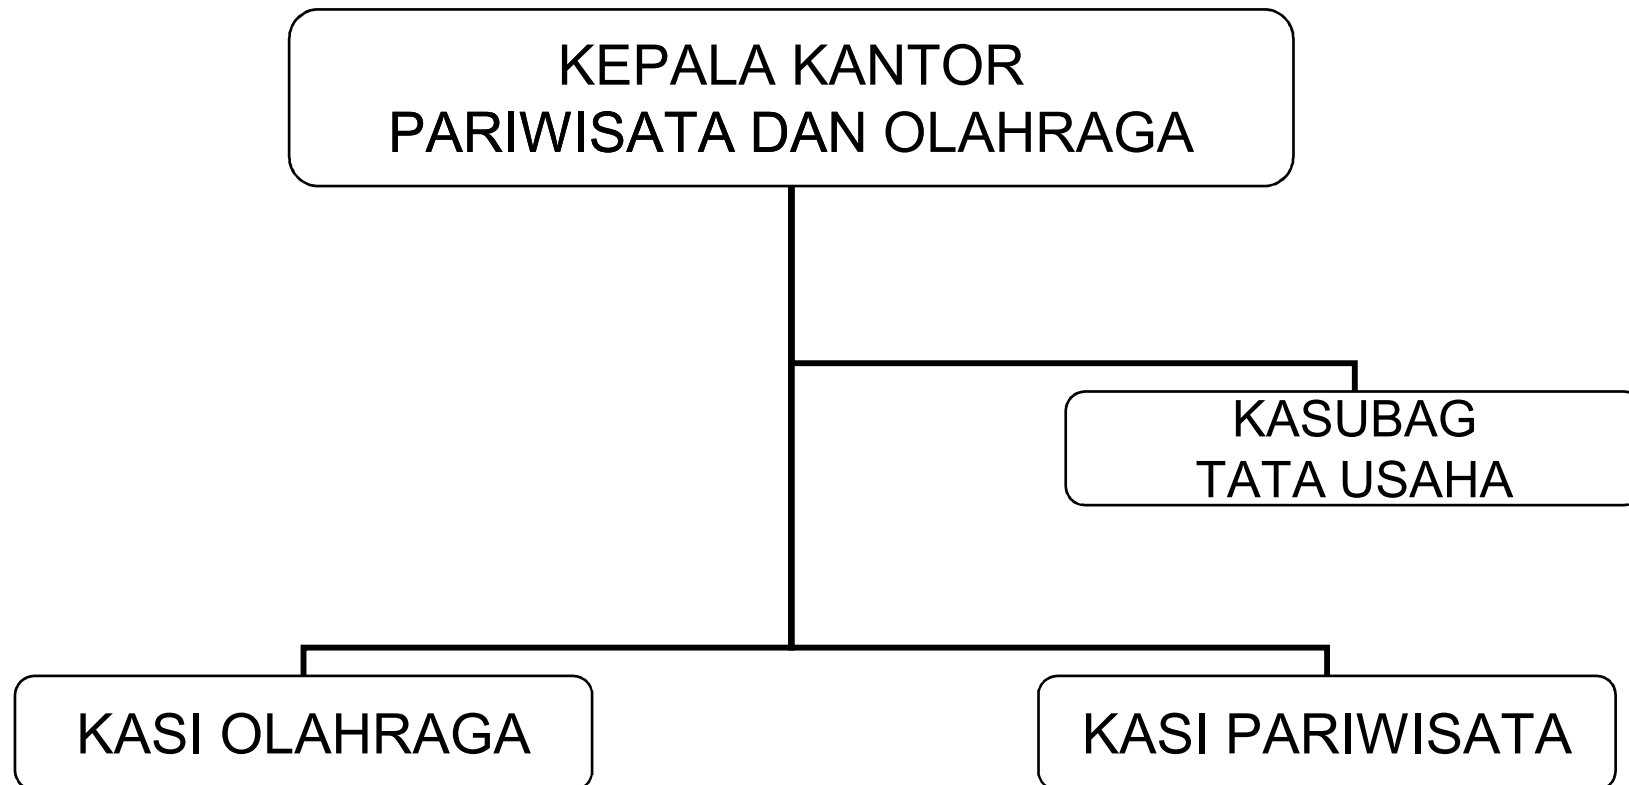 KEPALA KANTOR
PARIWISATA DAN OLAHRAGA
KASUBAG
TATA USAHA
KASI OLAHRAGA
KASI PARIWISATA